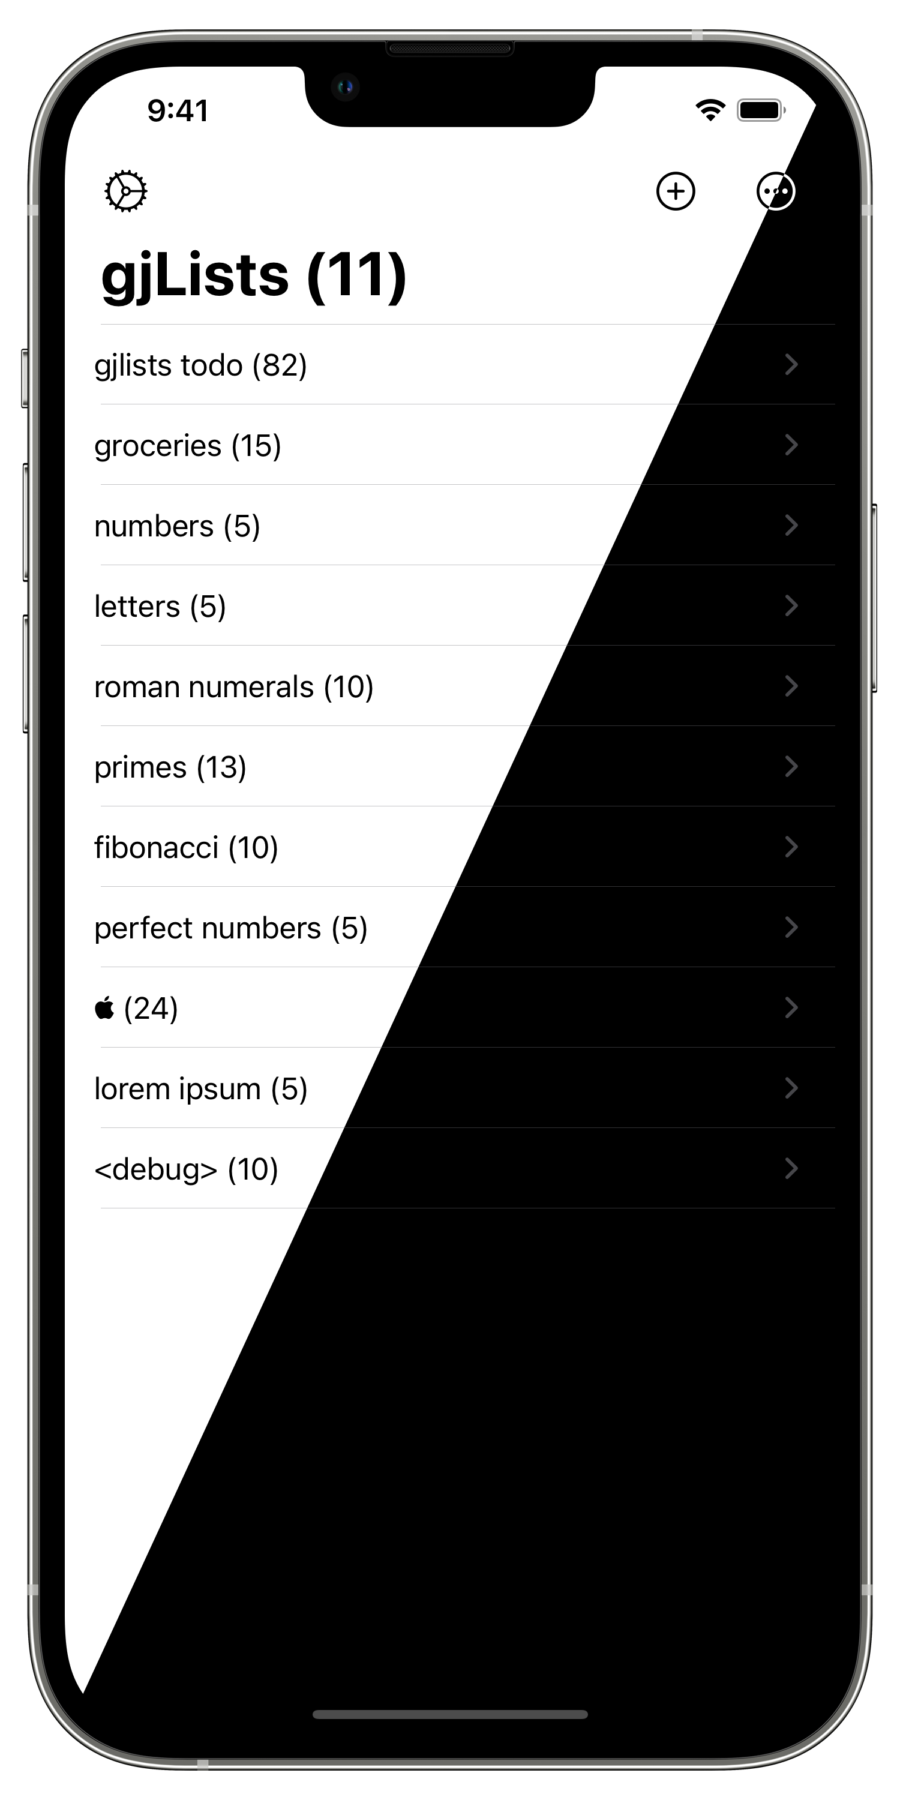 9:41
gjLists (11)
gjlists todo (82)
groceries (15)
numbers (5)
letters (5)
roman numerals (10)
primes (13)
fibonacci (10)
perfect numbers (5)
 (24)
lorem ipsum (5)
<debug> (10)